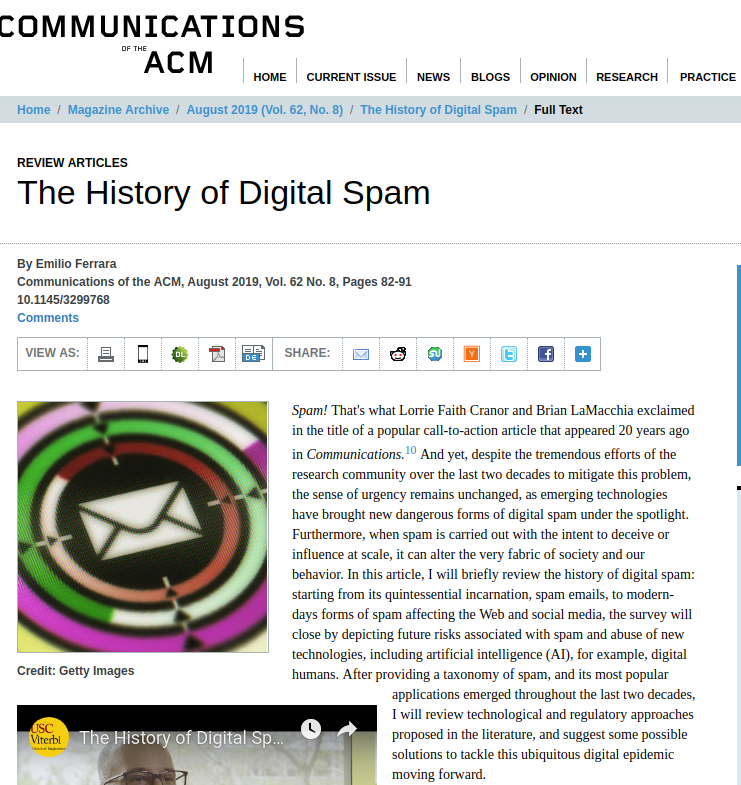 COMMUNICATIONS
OF THE
ACM
HOME CURRENT ISSUE NEWS BLOGS OPINION RESEARCH PRACTICE
Home / Magazine Archive / August 2019 (Vol. 62, No. 8) / The History of Digital Spam / Full Text
REVIEW ARTICLES
The History of Digital Spam
By Emilio Ferrara
Communications of the ACM, August 2019, Vol. 62 No. 8, Pages 82-91
10.1145/3299768
Comments
VIEW AS: DL DE SHARE: SU Y t f
Spam! That's what Lorrie Faith Cranor and Brian LaMacchia exclaimed
in the title of a popular call-to-action article that appeared 20 years ago
in Communications.10 And yet, despite the tremendous efforts of the
research community over the last two decades to mitigate this problem,
the sense of urgency remains unchanged, as emerging technologies
have brought new dangerous forms of digital spam under the spotlight.
Furthermore, when spam is carried out with the intent to deceive or
influence at scale, it can alter the very fabric of society and our
behavior. In this article, I will briefly review the history of digital spam:
starting from its quintessential incarnation, spam emails, to modern-
days forms of spam affecting the Web and social media, the survey will
close by depicting future risks associated with spam and abuse of new
technologies, including artificial intelligence (AI), for example, digital
humans. After providing a taxonomy of spam, and its most popular
applications emerged throughout the last two decades,
I will review technological and regulatory approaches
proposed in the literature, and suggest some possible
solutions to tackle this ubiquitous digital epidemic
moving forward.
Credit: Getty Images
USC
Viterbi
School of Engineering
The History of Digital Sp...